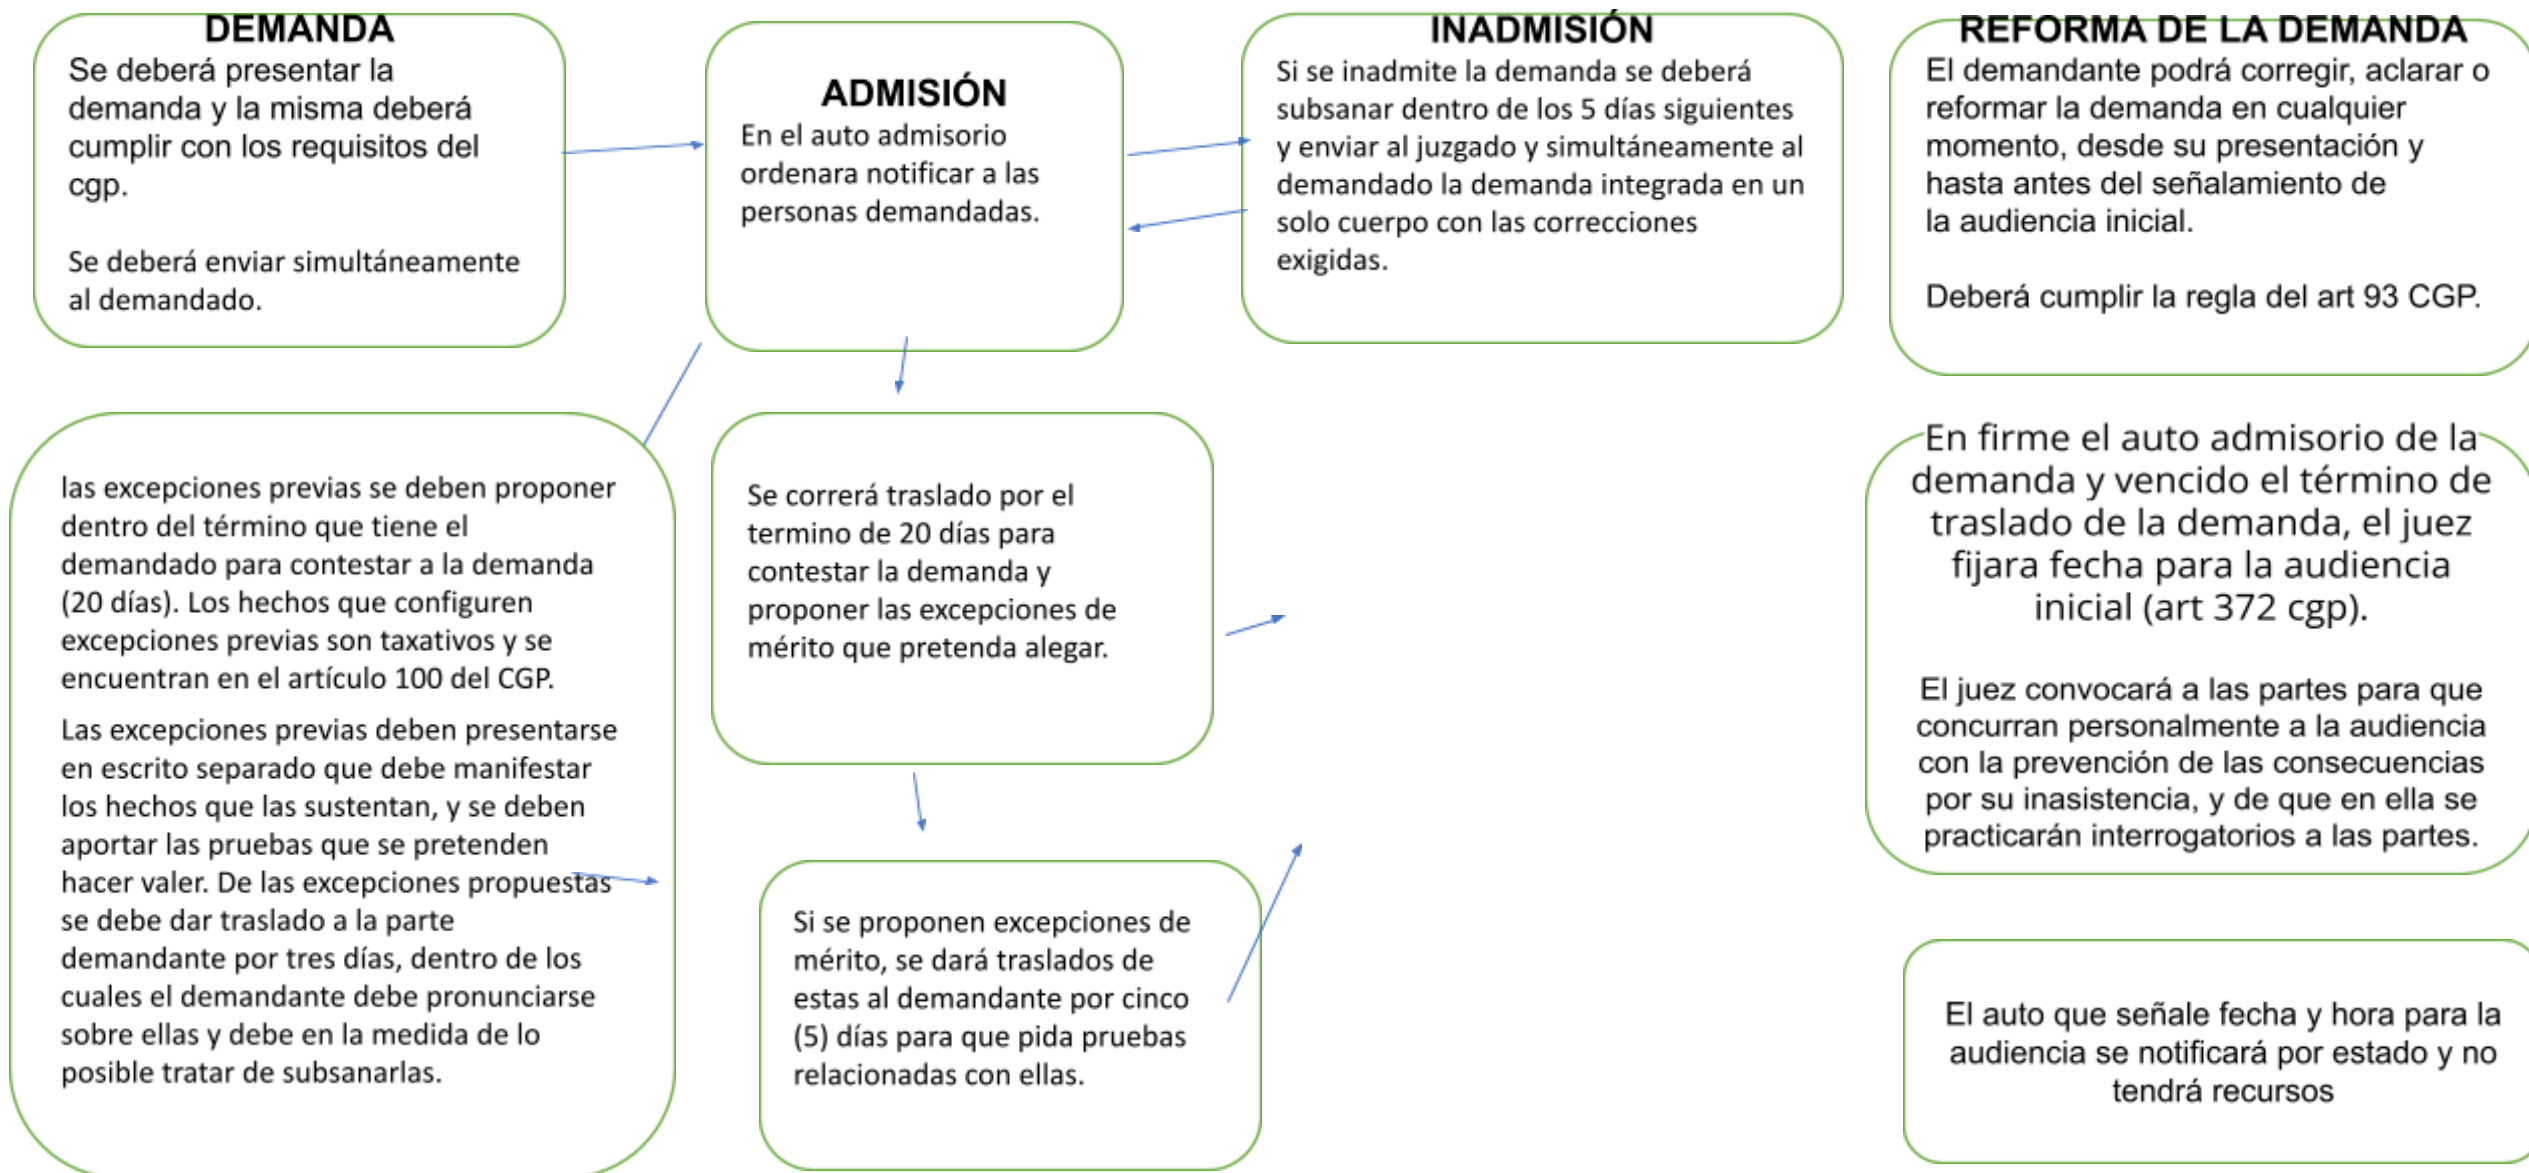 DEMANDA
Se deberá presentar la
demanda y la misma deberá
cumplir con los requisitos del
cgp.
Se deberá enviar simultáneamente
al demandado.
ADMISIÓN
En el auto admisorio
ordenara notificar a las
personas demandadas.
INADMISIÓN
Si se inadmite la demanda se deberá
subsanar dentro de los 5 días siguientes
y enviar al juzgado y simultáneamente al
demandado la demanda integrada en un
solo cuerpo con las correcciones
exigidas.
REFORMA DE LA DEMANDA
El demandante podrá corregir, aclarar o
reformar la demanda en cualquier
momento, desde su presentación y
hasta antes del señalamiento de
la audiencia inicial.
Deberá cumplir la regla del art 93 CGP.
las excepciones previas se deben proponer
dentro del término que tiene el
demandado para contestar a la demanda
(20 días). Los hechos que configuren
excepciones previas son taxativos y se
encuentran en el artículo 100 del CGP.
Las excepciones previas deben presentarse
en escrito separado que debe manifestar
los hechos que las sustentan, y se deben
aportar las pruebas que se pretenden
hacer valer. De las excepciones propuestas
se debe dar traslado a la parte
demandante por tres días, dentro de los
cuales el demandante debe pronunciarse
sobre ellas y debe en la medida de lo
posible tratar de subsanarlas.
Se correrá traslado por el
termino de 20 días para
contestar la demanda y
proponer las excepciones de
mérito que pretenda alegar.
Si se proponen excepciones de
mérito, se dará traslados de
estas al demandante por cinco
(5) días para que pida pruebas
relacionadas con ellas.
En firme el auto admisorio de la
demanda y vencido el término de
traslado de la demanda, el juez
fijara fecha para la audiencia
inicial (art 372 cgp).
El juez convocará a las partes para que
concurran personalmente a la audiencia
con la prevención de las consecuencias
por su inasistencia, y de que en ella se
practicarán interrogatorios a las partes.
El auto que señale fecha y hora para la
audiencia se notificará por estado y no
tendrá recursos